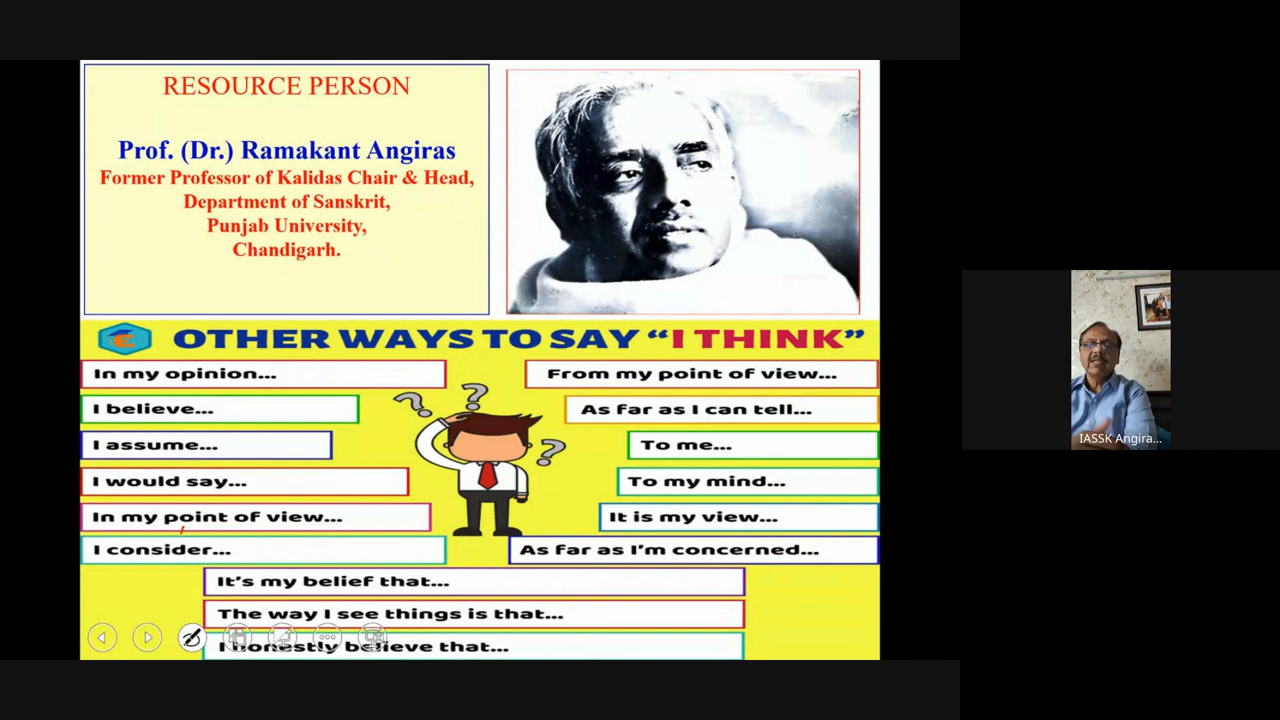 RESOURCE PERSON
Prof. (Dr.) Ramakant Angiras
Former Professor of Kalidas Chair & Head,
Department of Sanskrit,
Punjab University,
Chandigarh.
OTHER WAYS TO SAY “I THINK”
In my opinion...
From my point of view...
I believe...
As far as I can tell...
I assume...
To me...
I would say...
To my mind...
In my point of view...
It is my view...
I consider...
As far as I’m concerned...
It’s my belief that...
The way I see things is that...
I honestly believe that...
IASSK Angira...